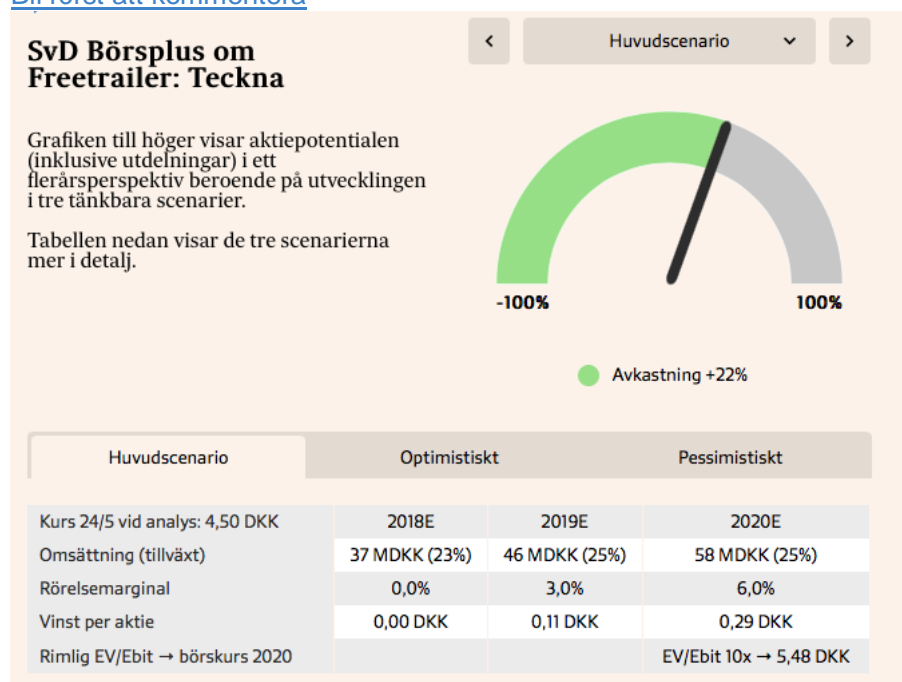 Bli först att kommentera
SvD Börsplus om
Freetrailer: Teckna
Huvudscenario
Grafiken till höger visar aktiepotentialen
(inklusive utdelningar) i ett
flerårsperspektiv beroende på utvecklingen
i tre tänkbara scenarier.
Tabellen nedan visar de tre scenarierna
mer i detalj.
-100% 100%
Avkastning +22%
Huvudscenario Optimistiskt Pessimistiskt
Kurs 24/5 vid analys: 4,50 DKK 2018E 2019E 2020E
Omsättning (tillväxt) 37 MDKK (23%) 46 MDKK (25%) 58 MDKK (25%)
Rörelsemarginal 0,0% 3,0% 6,0%
Vinst per aktie 0,00 DKK 0,11 DKK 0,29 DKK
Rimlig EV/Ebit → börskurs 2020 EV/Ebit 10x → 5,48 DKK